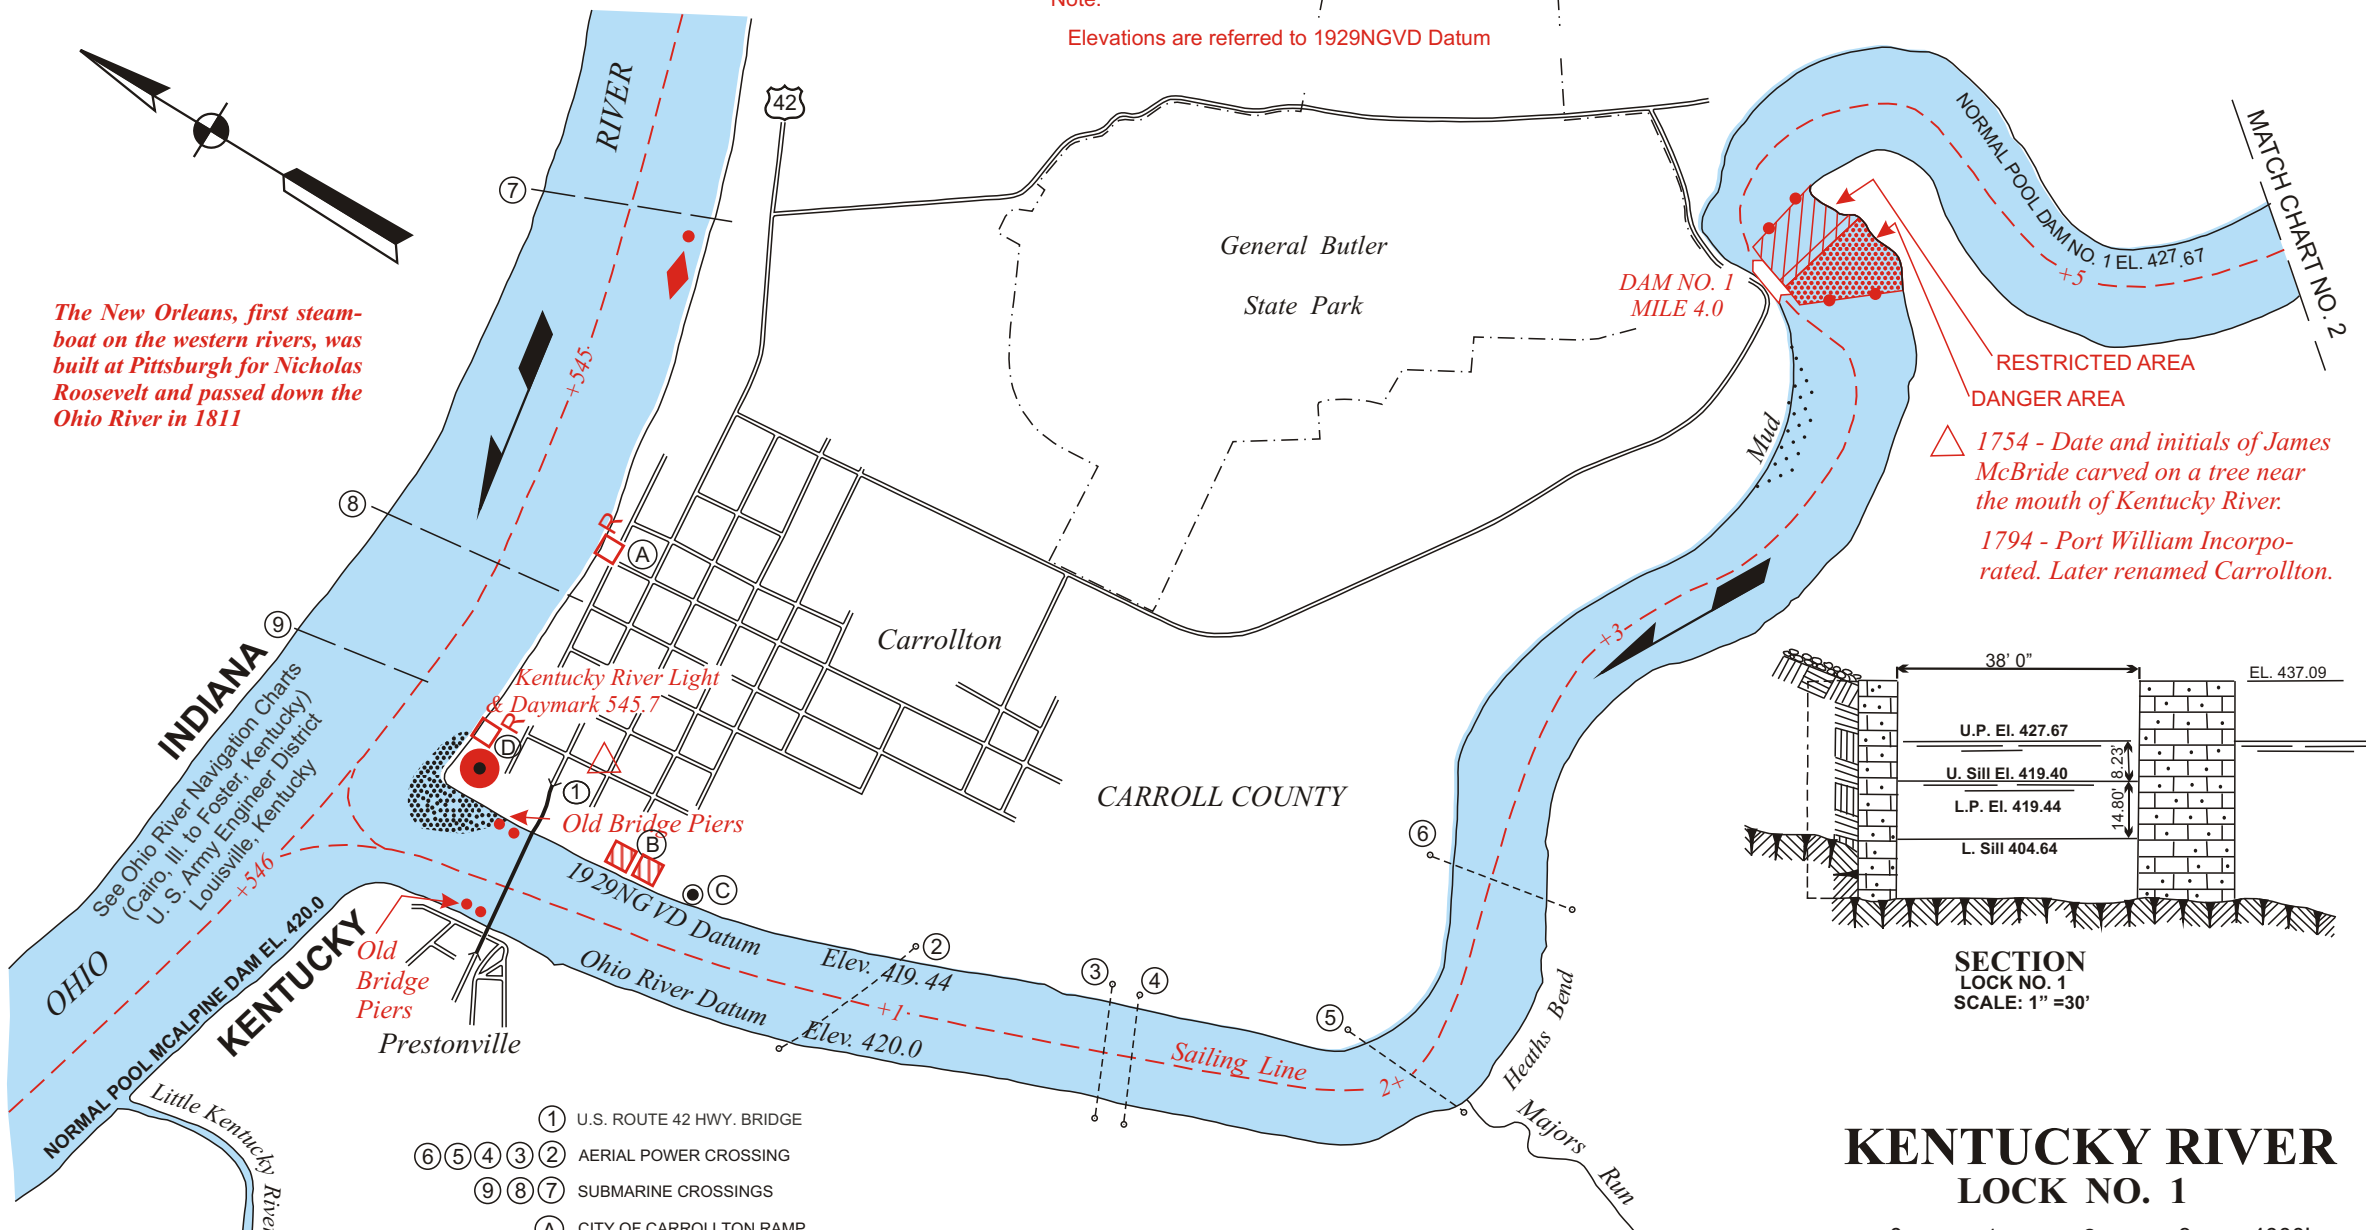 Note:
Elevations are referred to 1929NGVD Datum
RIVER
42
7
The New Orleans, first steam-
boat on the western rivers, was
built at Pittsburgh for Nicholas
Roosevelt and passed down the
Ohio River in 1811
+545
8
9
INDIANA
See Ohio River Navigation Charts
(Cairo, Ill. to Foster, Kentucky)
U. S. Army Engineer District
Louisville, Kentucky
+546
OHIO
NORMAL POOL MCALPINE DAM EL. 420.0
KENTUCKY
Little Kentucky River
General Butler
State Park
NORMAL POOL DAM NO. 1 EL. 427.67
+5
MATCH CHART NO. 2
DAM NO. 1
MILE 4.0
RESTRICTED AREA
DANGER AREA
Mud
1754 - Date and initials of James
McBride carved on a tree near
the mouth of Kentucky River.
1794 - Port William Incorpo-
rated. Later renamed Carrollton.
R
A
Carrollton
Kentucky River Light
& Daymark 545.7
R
D
1
Old Bridge Piers
B
C
CARROLL COUNTY
+3
6
Old
Bridge
Piers
Prestonville
1929NGVD Datum
Elev. 419.44
Ohio River Datum
Elev. 420.0
2
+1
3
4
5
Sailing Line
2+
Heaths Bend
Majors Run
38' 0"
EL. 437.09
U.P. El. 427.67
U. Sill El. 419.40
8.23'
L.P. El. 419.44
14.80'
L. Sill 404.64
SECTION
LOCK NO. 1
SCALE: 1" =30'
1 U.S. ROUTE 42 HWY. BRIDGE
6 5 4 3 2 AERIAL POWER CROSSING
9 8 7 SUBMARINE CROSSINGS
A CITY OF CARROLLTON RAMP
KENTUCKY RIVER
LOCK NO. 1